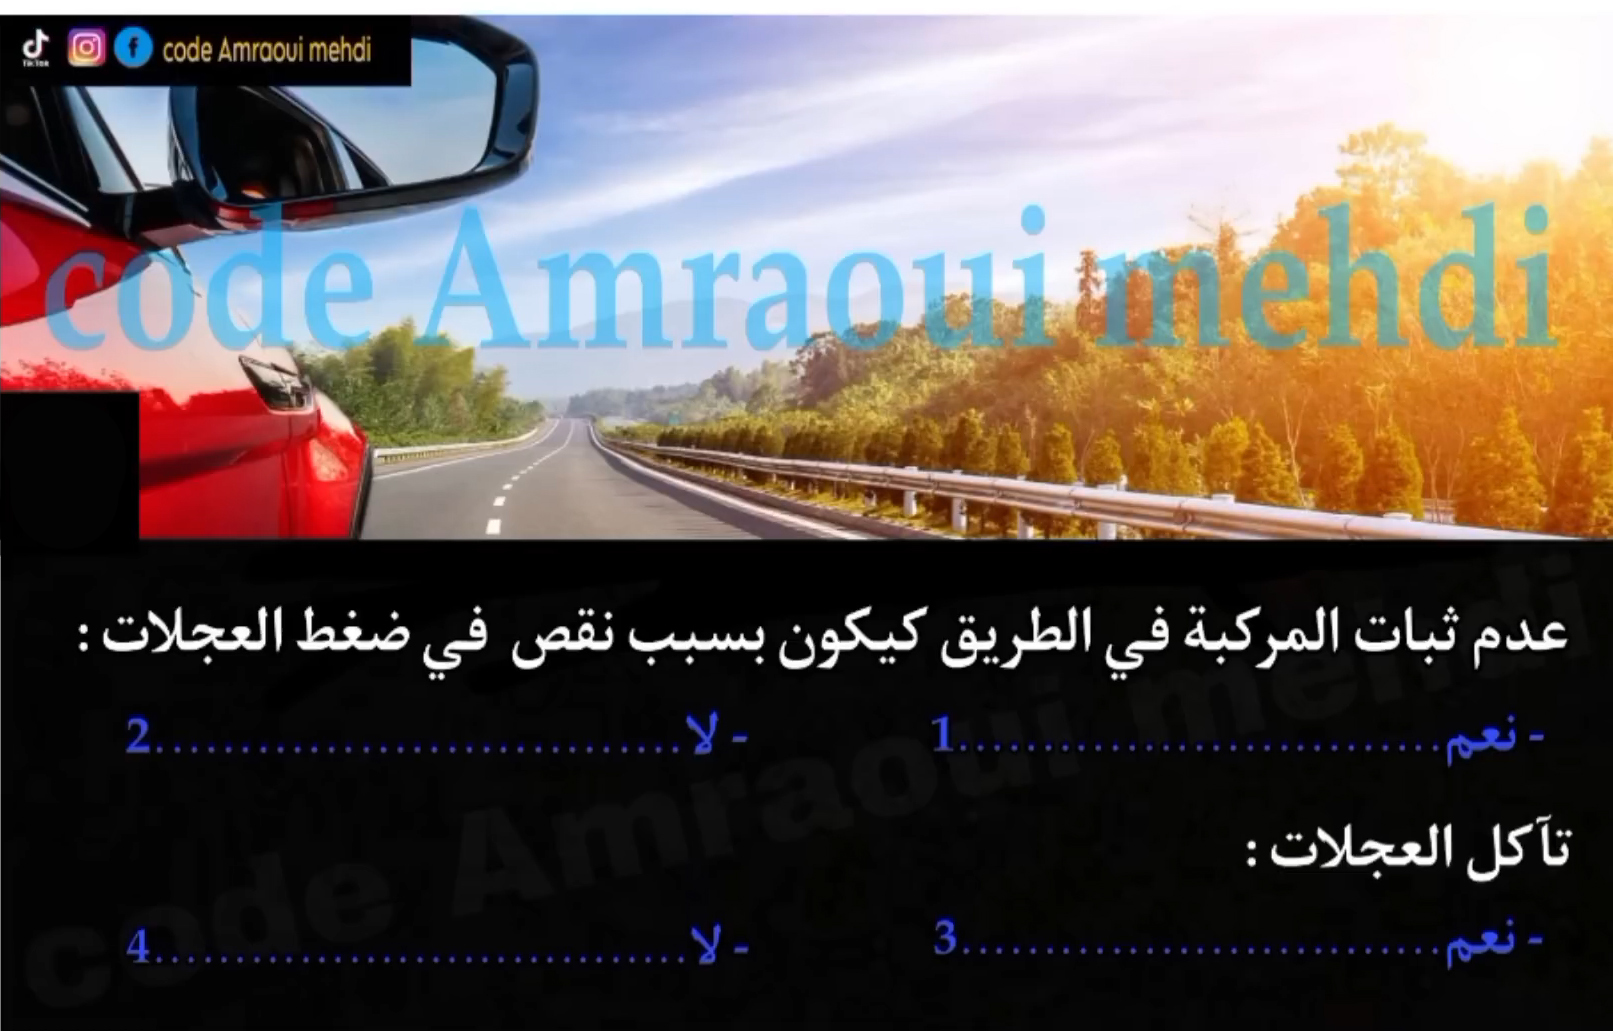 TikTok
code Amraoui mehdi
code Amraoui mehdi
عدم ثبات المركبة في الطريق كيكون بسبب نقص في ضغط العجلات :
- نعم.................................1 - لا....................................2
تآكل العجلات :
- نعم.................................3 - لا....................................4
code Amraoui mehdi